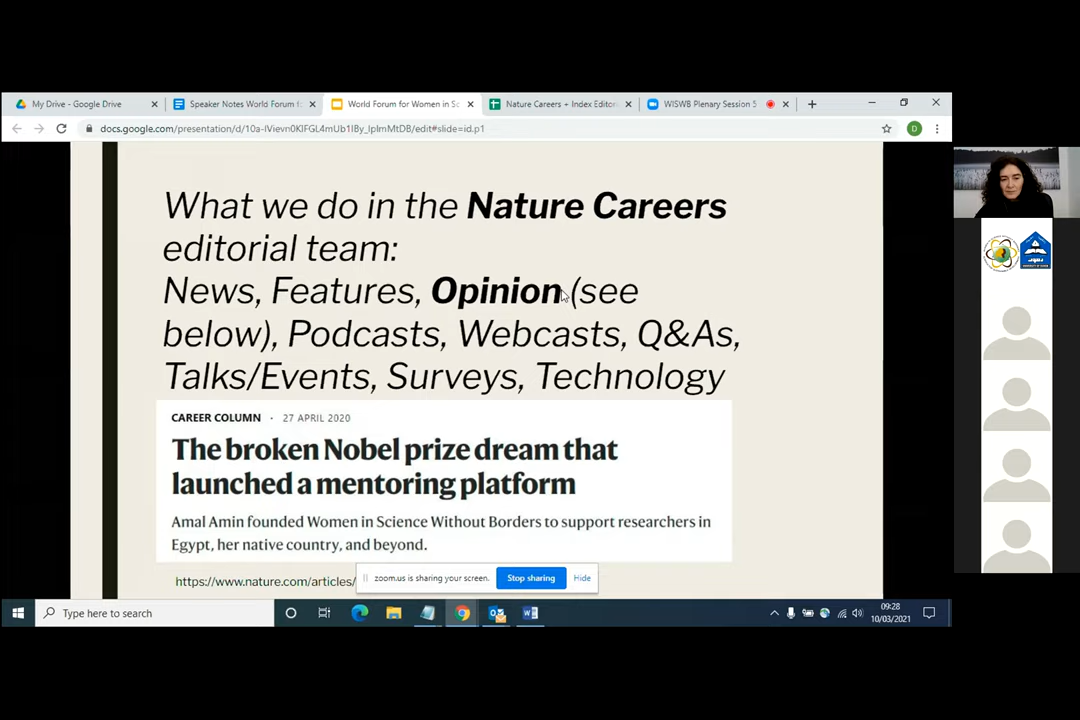 My Drive - Google Drive
Speaker Notes World Forum f
World Forum for Women in Sc
Nature Careers + Index Editor
WISWB Plenary Session 5
docs.google.com/presentation/d/10a-IVievn0KIFGL4mUb1IBy_IpImMtDB/edit#slide=id.p1
D
What we do in the Nature Careers
editorial team:
News, Features, Opinion (see
below), Podcasts, Webcasts, Q&As,
Talks/Events, Surveys, Technology
CAREER COLUMN · 27 APRIL 2020
The broken Nobel prize dream that
launched a mentoring platform
Amal Amin founded Women in Science Without Borders to support researchers in
Egypt, her native country, and beyond.
https://www.nature.com/articles/
zoom.us is sharing your screen.
Stop sharing
Hide
Type here to search
09:28
10/03/2021